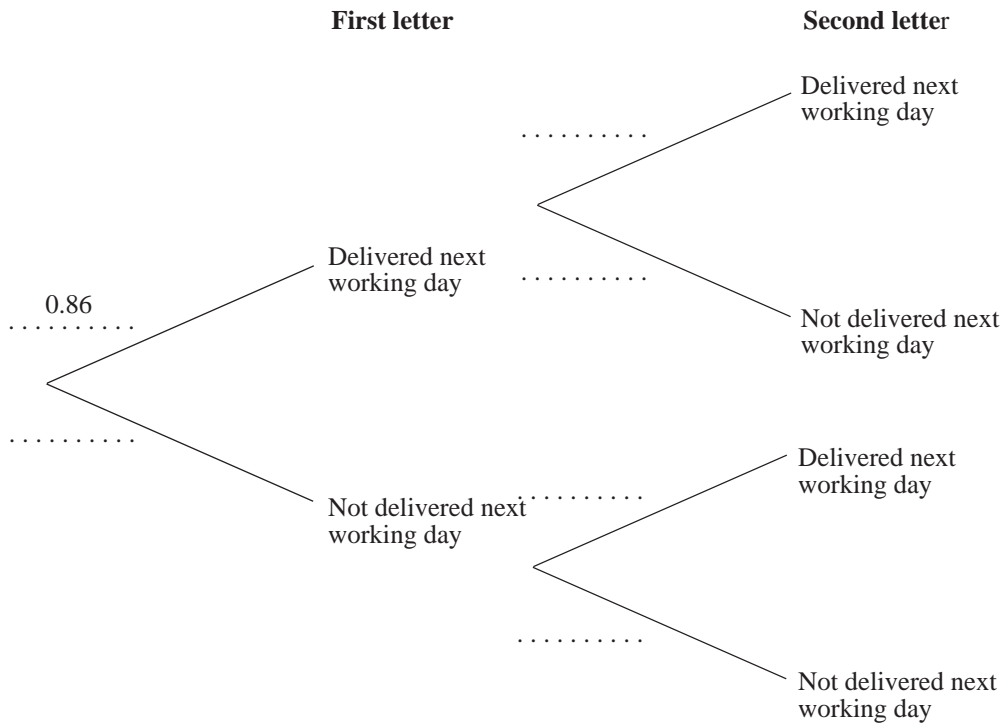 First letter
Second letter
Delivered next
working day
. . . . . . . . . .
Delivered next
working day
. . . . . . . . . .
0.86
. . . . . . . . . .
Not delivered next
working day
. . . . . . . . . .
Delivered next
working day
. . . . . . . . . .
Not delivered next
working day
. . . . . . . . . .
Not delivered next
working day